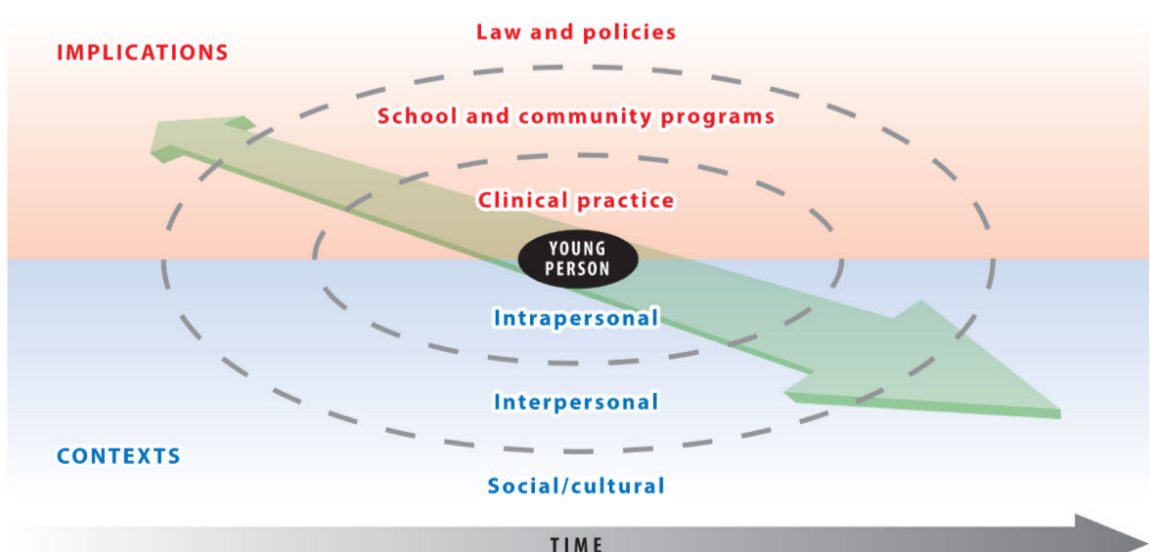 Law and policies
IMPLICATIONS
School and community programs
Clinical practice
YOUNG
PERSON
Intrapersonal
Interpersonal
CONTEXTS
Social/cultural
TIME